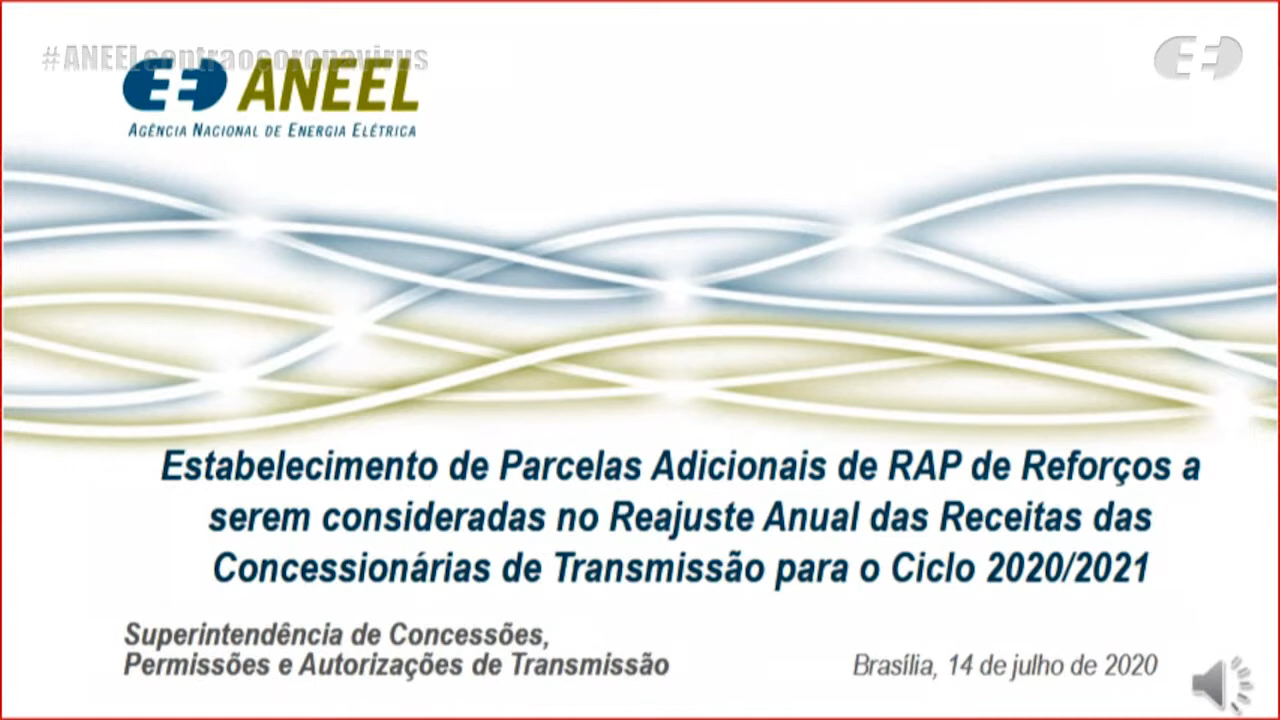 #ANEELcontraocoronavirus
ANEEL
AGÊNCIA NACIONAL DE ENERGIA ELÉTRICA
Estabelecimento de Parcelas Adicionais de RAP de Reforços a
serem consideradas no Reajuste Anual das Receitas das
Concessionárias de Transmissão para o Ciclo 2020/2021
Superintendência de Concessões,
Permissões e Autorizações de Transmissão
Brasília, 14 de julho de 2020